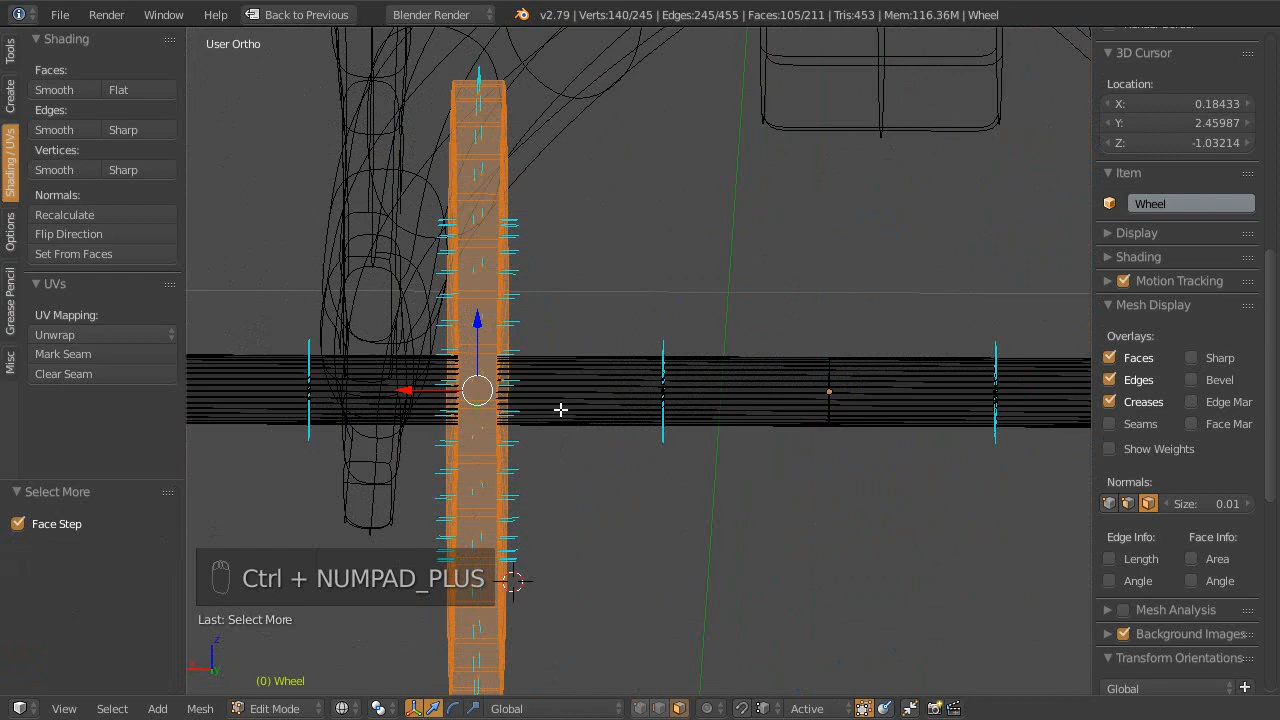 File Render Window Help Back to Previous Blender Render v2.79 | Verts:140/245 | Edges:245/455 | Faces:105/211 | Tris:453 | Mem:116.36M | Wheel
Tools
Create
Shading / UVs
Options
Grease Pencil
Misc
Shading
Faces:
Smooth Flat
Edges:
Smooth Sharp
Vertices:
Smooth Sharp
Normals:
Recalculate
Flip Direction
Set From Faces
UVs
UV Mapping:
Unwrap
Mark Seam
Clear Seam
Select More
Face Step
User Ortho
Ctrl + NUMPAD_PLUS
Last: Select More
z
(0) Wheel
3D Cursor
Location:
X: 0.18433
Y: 2.45987
Z: -1.03214
Item
Wheel
Display
Shading
Motion Tracking
Mesh Display
Overlays:
Faces Sharp
Edges Bevel
Creases Edge Mar
Seams Face Mar
Show Weights
Normals:
Size: 0.01
Edge Info: Face Info:
Length Area
Angle Angle
Mesh Analysis
Background Images
Transform Orientations
Global
View Select Add Mesh Edit Mode Global Active